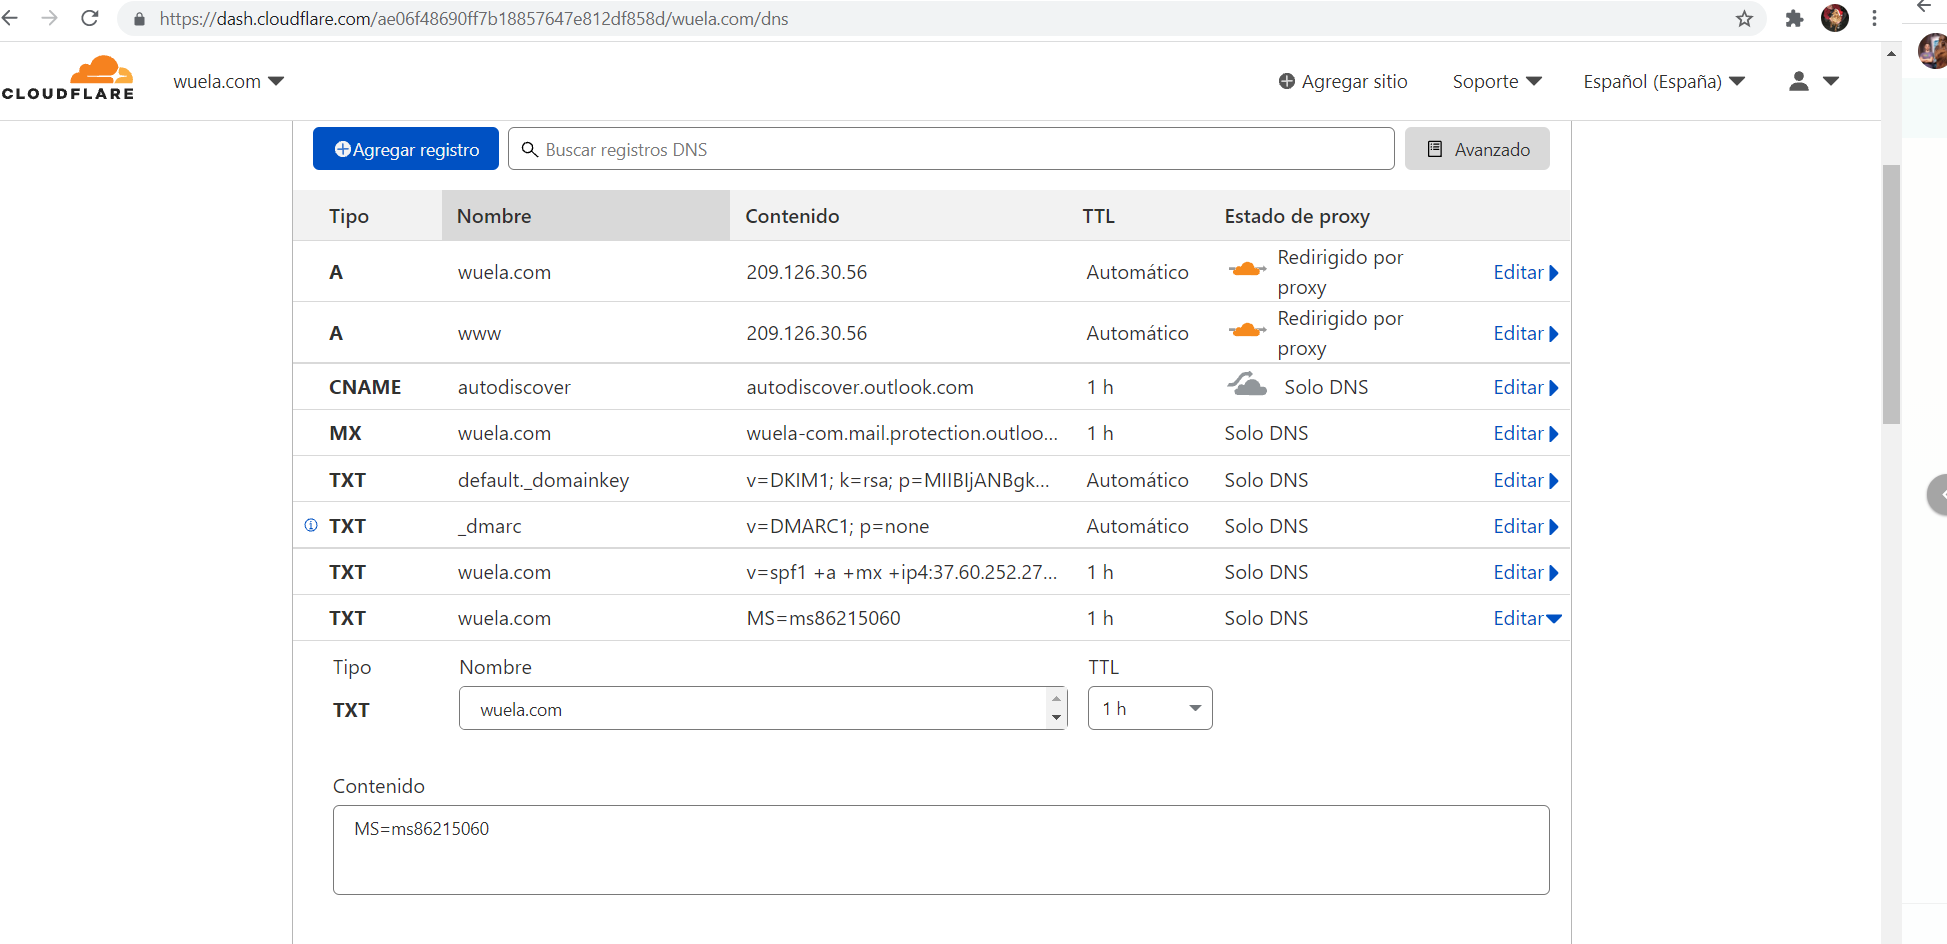 https://dash.cloudflare.com/ae06f48690ff7b18857647e812df858d/wuela.com/dns
CLOUDFLARE
wuela.com
Agregar sitio
Soporte
Español (España)
Agregar registro
Buscar registros DNS
Avanzado
Tipo Nombre Contenido TTL Estado de proxy
A wuela.com 209.126.30.56 Automático Redirigido por proxy Editar
A www 209.126.30.56 Automático Redirigido por proxy Editar
CNAME autodiscover autodiscover.outlook.com 1 h Solo DNS Editar
MX wuela.com wuela-com.mail.protection.outloo... 1 h Solo DNS Editar
TXT default._domainkey v=DKIM1; k=rsa; p=MIIBIjANBgk... Automático Solo DNS Editar
TXT _dmarc v=DMARC1; p=none Automático Solo DNS Editar
TXT wuela.com v=spf1 +a +mx +ip4:37.60.252.27... 1 h Solo DNS Editar
TXT wuela.com MS=ms86215060 1 h Solo DNS Editar
Tipo Nombre TTL
TXT wuela.com 1 h
Contenido
MS=ms86215060